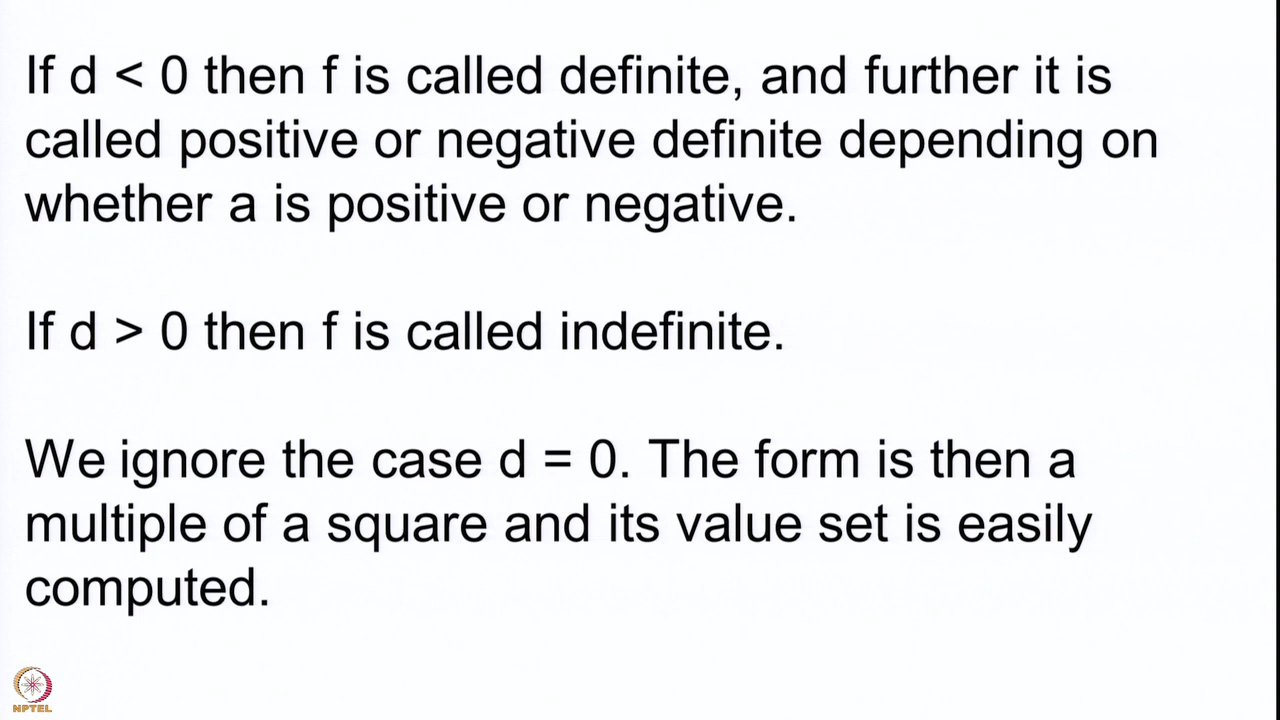 If d < 0 then f is called definite, and further it is
called positive or negative definite depending on
whether a is positive or negative.
If d > 0 then f is called indefinite.
We ignore the case d = 0. The form is then a
multiple of a square and its value set is easily
computed.
NPTEL